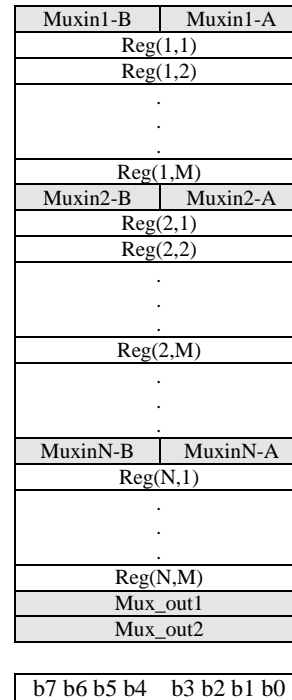 Muxin1-B Muxin1-A
Reg(1,1)
Reg(1,2)
.
.
.
Reg(1,M)
Muxin2-B Muxin2-A
Reg(2,1)
Reg(2,2)
.
.
.
Reg(2,M)
.
.
.
MuxinN-B MuxinN-A
Reg(N,1)
.
.
.
Reg(N,M)
Mux_out1
Mux_out2
b7 b6 b5 b4 b3 b2 b1 b0